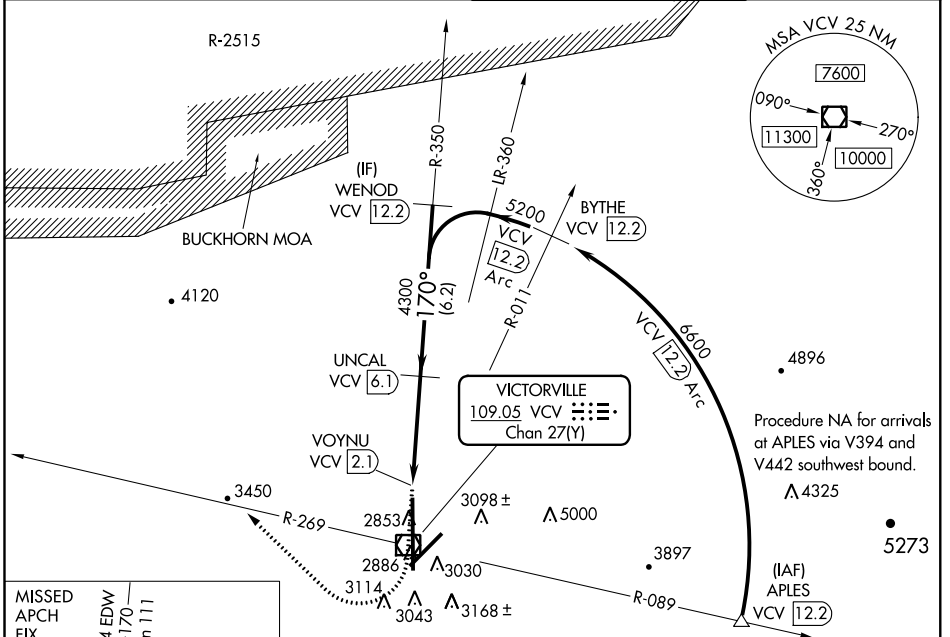 R-2515
MSA VCV 25 NM
7600
090°
270°
11300
10000
360°
R-350
LR-360
(IF)
WENOD
VCV 12.2
BUCKHORN MOA
5200
VCV
12.2
Arc
BYTHE
VCV 12.2
R-011
4120
4300
170°
(6.2)
6600
VCV 12.2 Arc
4896
UNCAL
VCV 6.1
VICTORVILLE
109.05 VCV
Chan 27(Y)
Procedure NA for arrivals
at APLES via V394 and
V442 southwest bound.
VOYNU
VCV 2.1
4325
3450
R-269
2853
3098 ±
5000
5273
2886
3030
3897
3114
3043
3168 ±
R-089
(IAF)
APLES
VCV 12.2
MISSED
APCH
FIX
4 EDW
170
n 111